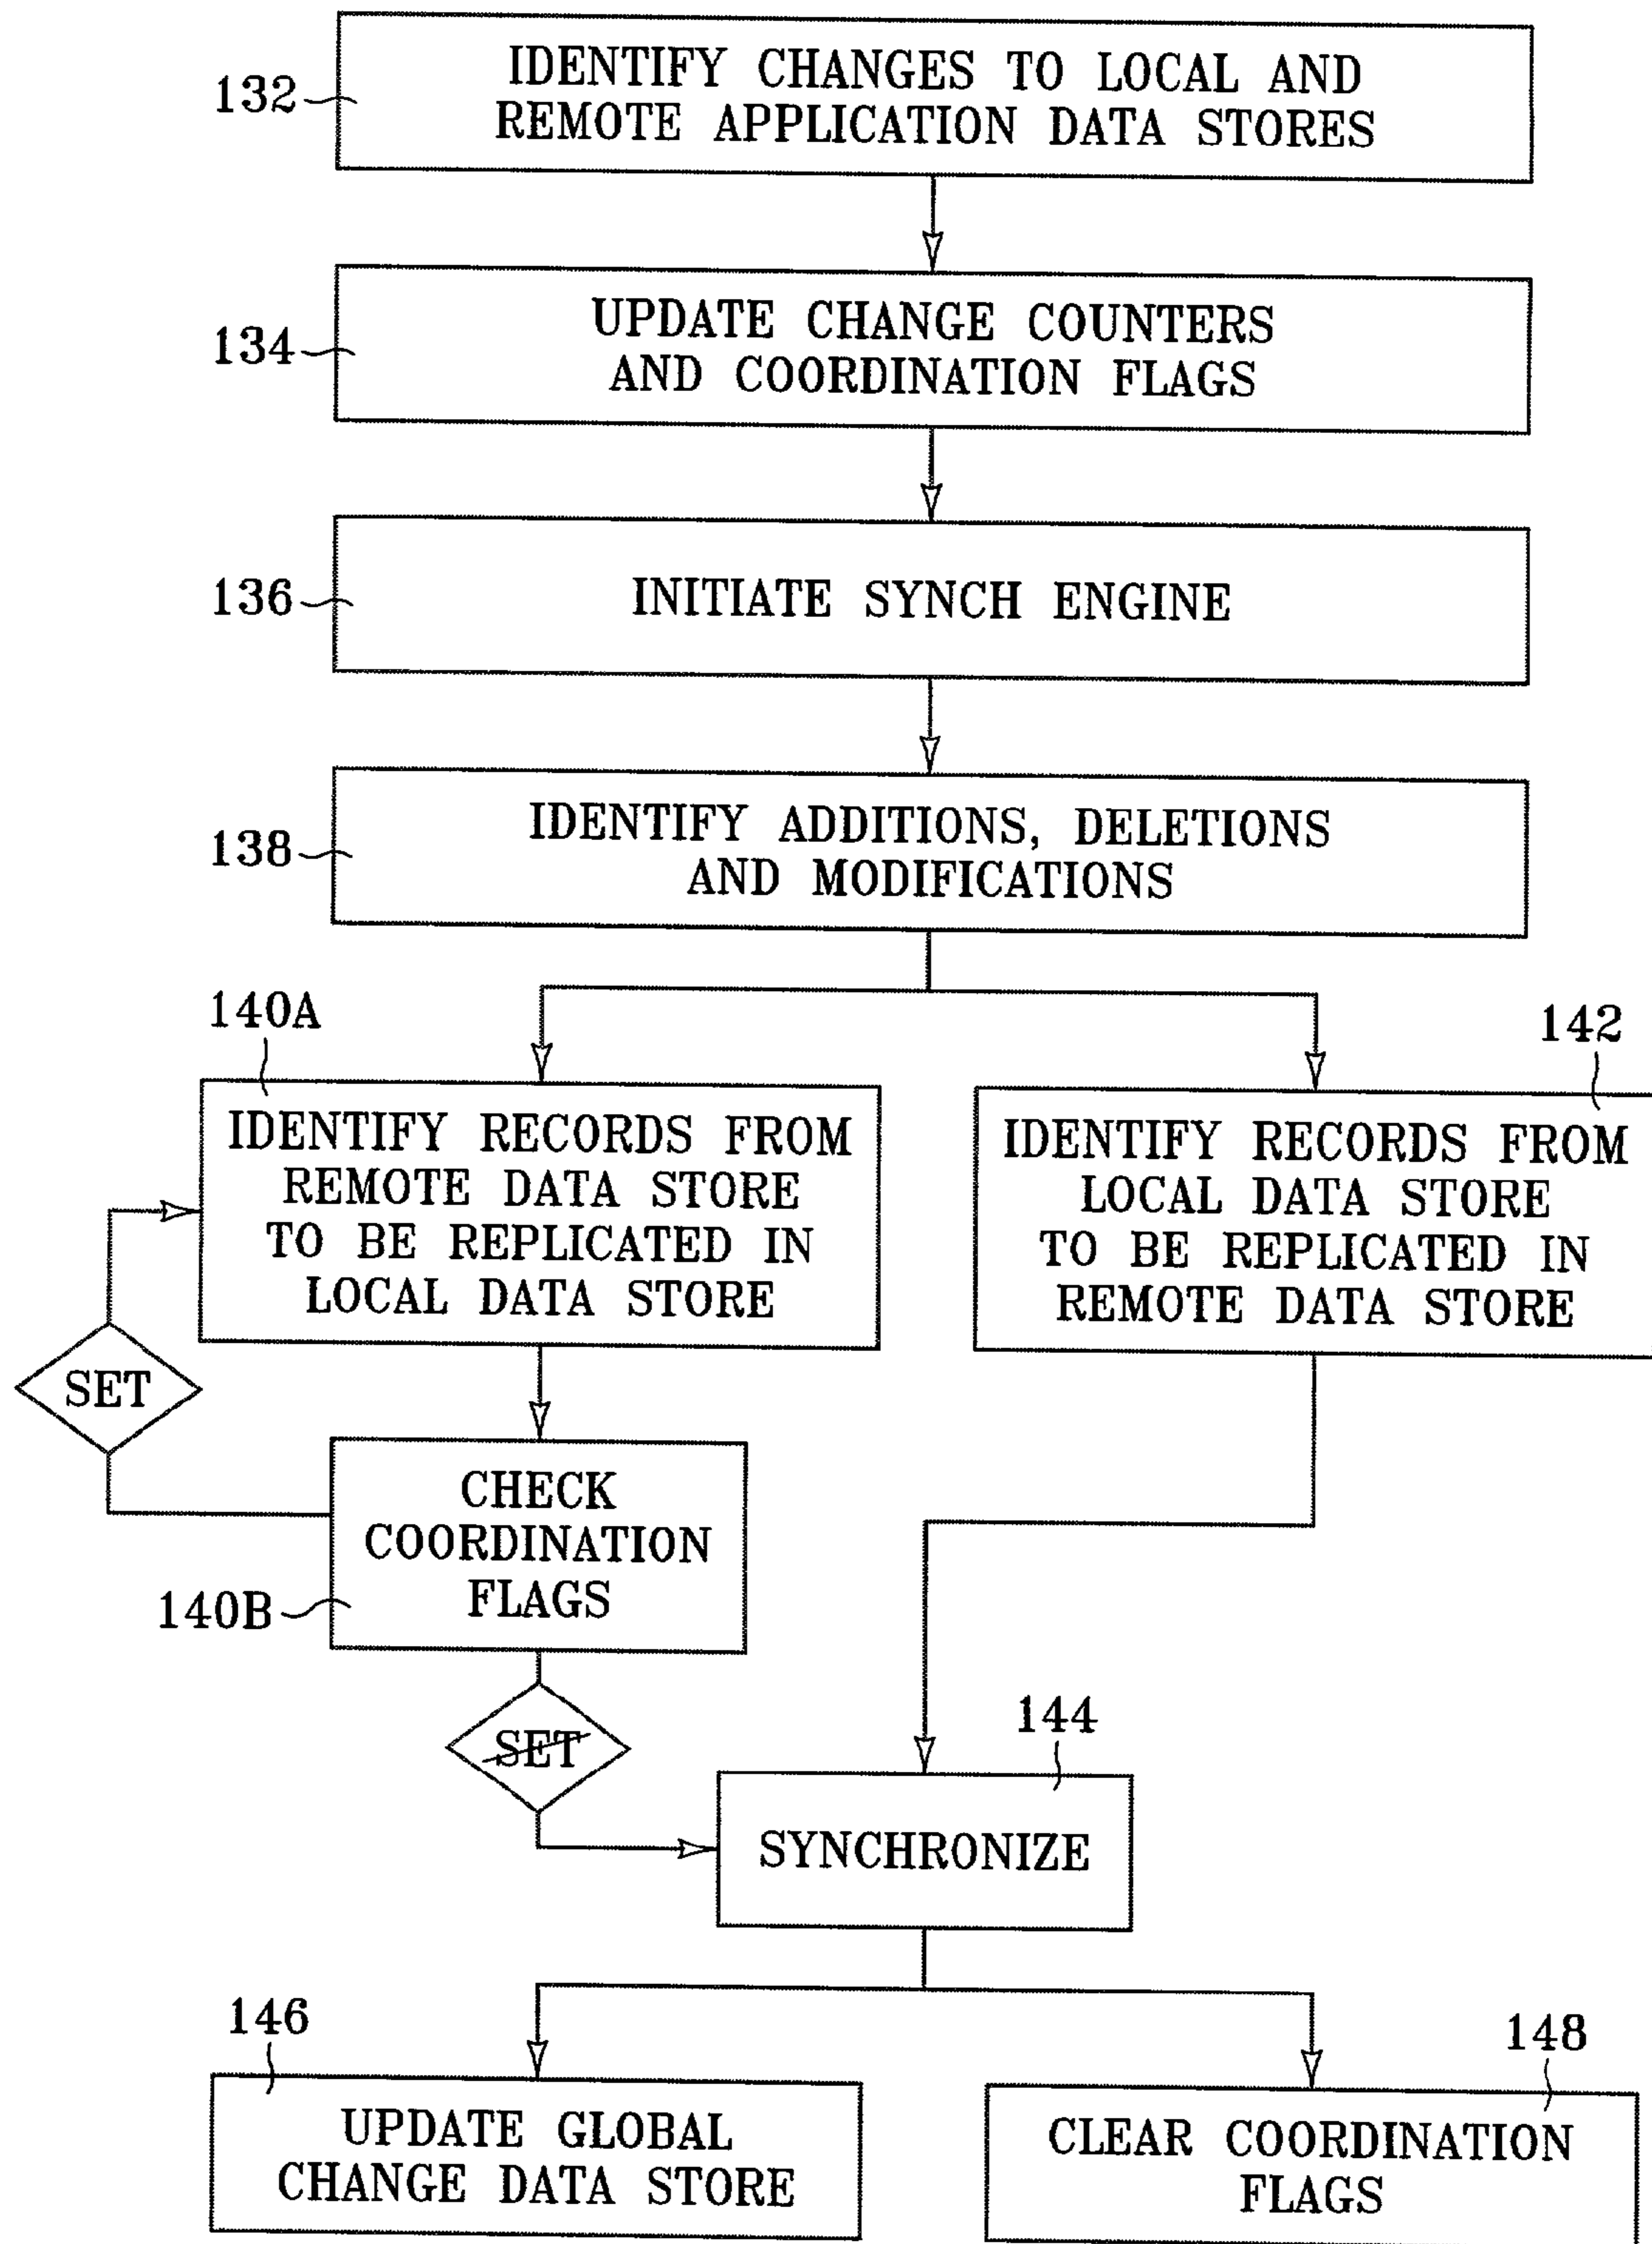 132
IDENTIFY CHANGES TO LOCAL AND
REMOTE APPLICATION DATA STORES
134
UPDATE CHANGE COUNTERS
AND COORDINATION FLAGS
136
INITIATE SYNCH ENGINE
138
IDENTIFY ADDITIONS, DELETIONS
AND MODIFICATIONS
140A
IDENTIFY RECORDS FROM
REMOTE DATA STORE
TO BE REPLICATED IN
LOCAL DATA STORE
142
IDENTIFY RECORDS FROM
LOCAL DATA STORE
TO BE REPLICATED IN
REMOTE DATA STORE
SET
CHECK
COORDINATION
FLAGS
140B
SET
144
SYNCHRONIZE
146
UPDATE GLOBAL
CHANGE DATA STORE
148
CLEAR COORDINATION
FLAGS